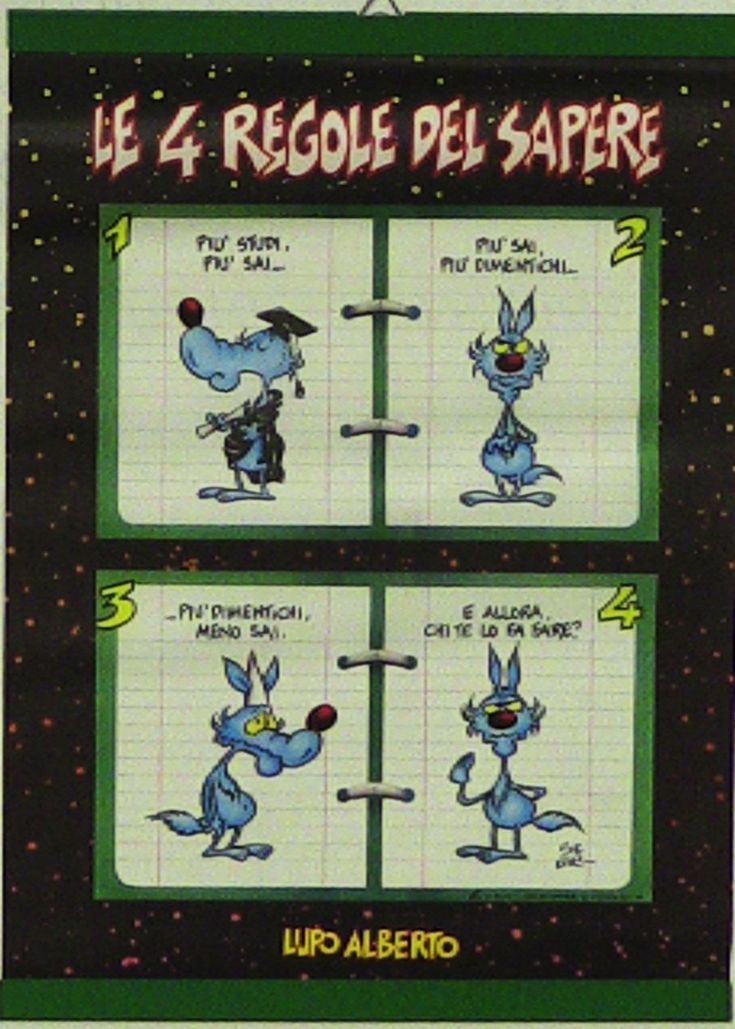 LE 4 REGOLE DEL SAPERE
1
PIU' STUDI,
PIU' SAI...
2
PIU' SAI,
PIU' DIMENTICHI...
3
...PIU' DIMENTICHI,
MENO SAI.
4
E ALLORA,
CHI TE LO FA FARE?
LUPO ALBERTO